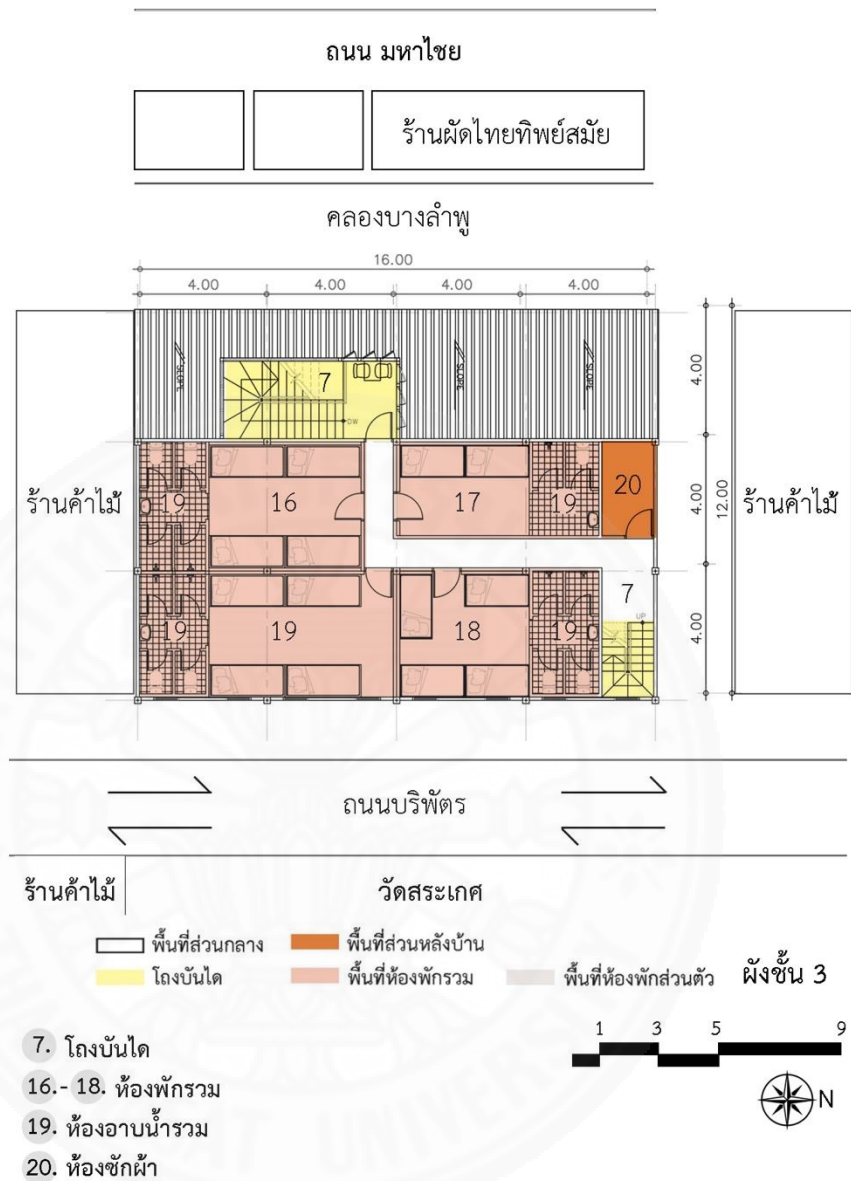 ถนน มหาไชย
ร้านผัดไทยทิพย์สมัย
คลองบางลำพู
16.00
4.00 4.00 4.00 4.00
SLOPE SLOPE SLOPE
7
DW
4.00
ร้านค้าไม้ 19 16 17 19 20 4.00 12.00 ร้านค้าไม้
19 19 18 19 7
UP
4.00
ถนนบริพัตร
ร้านค้าไม้ วัดสระเกศ
พื้นที่ส่วนกลาง พื้นที่ส่วนหลังบ้าน
โถงบันได พื้นที่ห้องพักรวม พื้นที่ห้องพักส่วนตัว ผังชั้น 3
1 3 5 9
7. โถงบันได
16.- 18. ห้องพักรวม
19. ห้องอาบน้ำรวม
20. ห้องซักผ้า
N